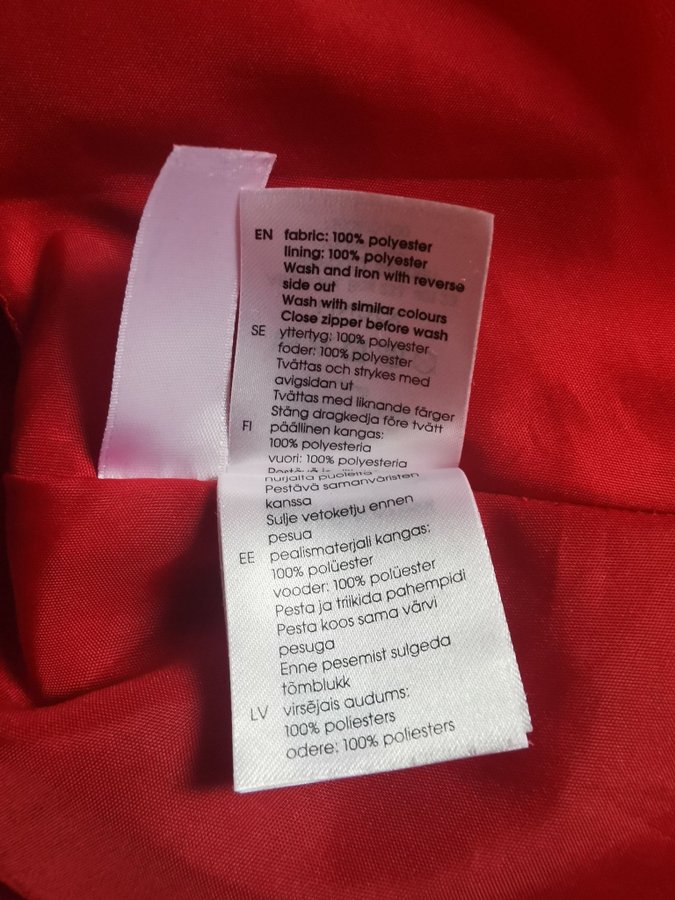 EN fabric: 100% polyester
lining: 100% polyester
Wash and iron with reverse
side out
Wash with similar colours
Close zipper before wash
SE yttertyg: 100% polyester
foder: 100% polyester
Tvättas och strykes med
avigsidan ut
Tvättas med liknande färger
Stäng dragkedja före tvätt
FI päällinen kangas:
100% polyesteria
vuori: 100% polyesteria
nurjalta puolelta
Pestävä samanväristen
kanssa
Sulje vetoketju ennen
pesua
EE pealismaterjali kangas:
100% polüester
vooder: 100% polüester
Pesta ja triikida pahempidi
Pesta koos sama värvi
pesuga
Enne pesemist sulgeda
tõmblukk
LV virsējais audums:
100% poliesters
odere: 100% poliesters